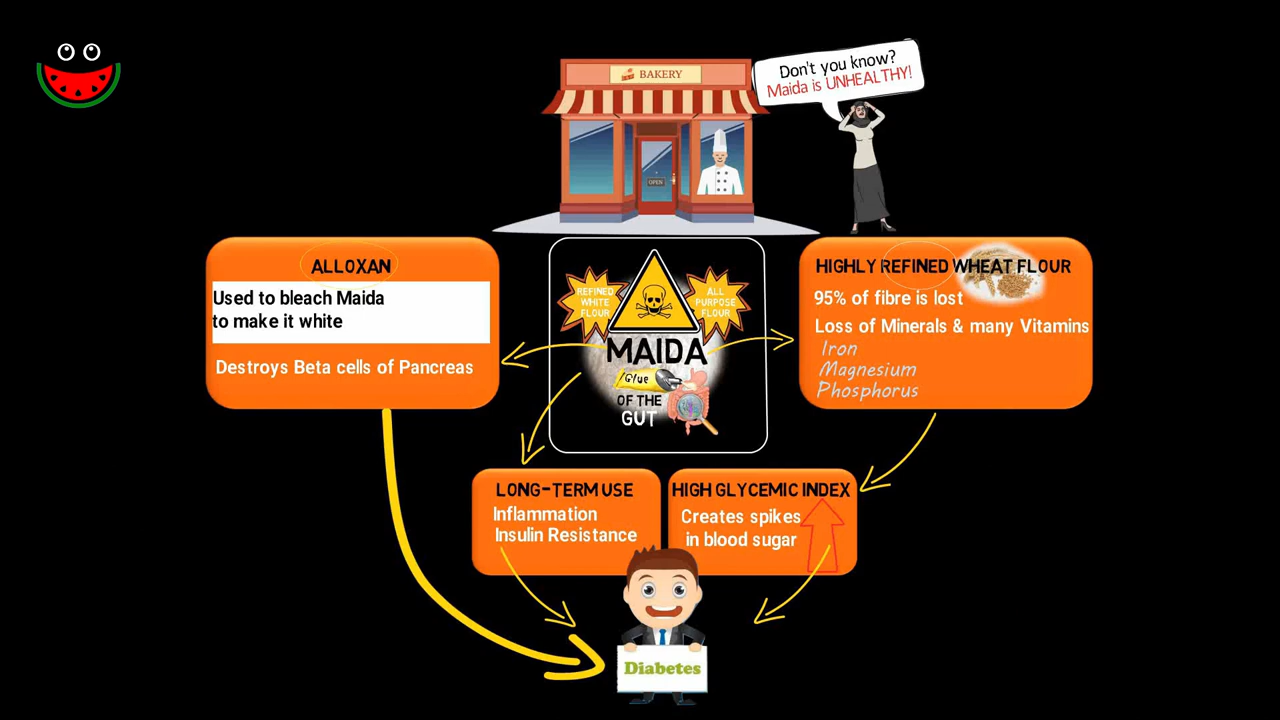 BAKERY
OPEN
Don't you know?
Maida is UNHEALTHY!
ALLOXAN
Used to bleach Maida
to make it white
Destroys Beta cells of Pancreas
REFINED
WHITE
FLOUR
ALL
PURPOSE
FLOUR
MAIDA
Glue
OF THE
GUT
HIGHLY REFINED WHEAT FLOUR
95% of fibre is lost
Loss of Minerals & many Vitamins
Iron
Magnesium
Phosphorus
LONG-TERM USE
Inflammation
Insulin Resistance
HIGH GLYCEMIC INDEX
Creates spikes
in blood sugar
Diabetes